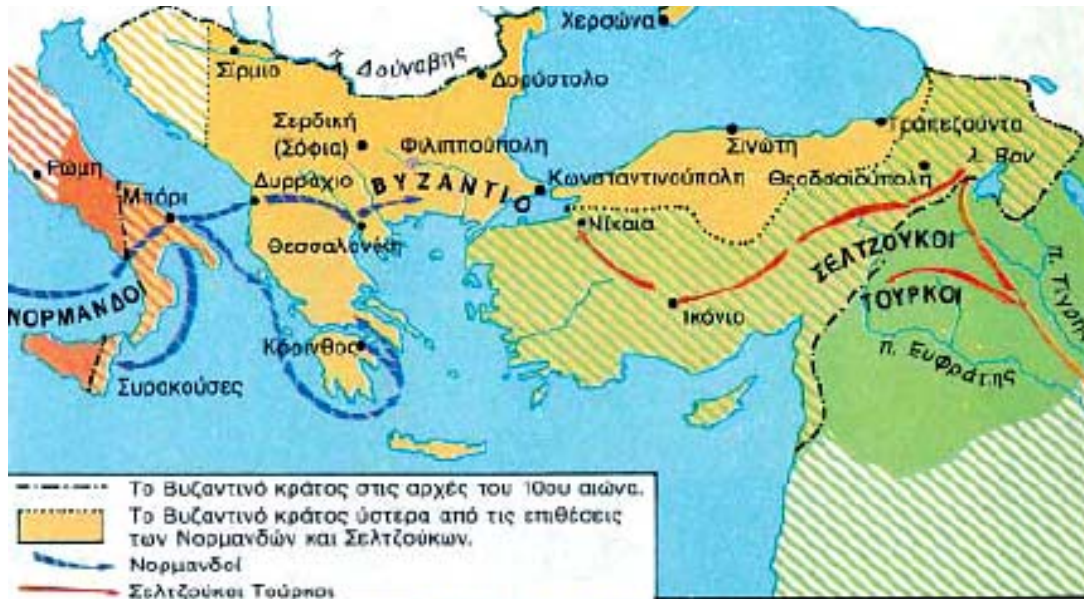 Χερσώνα
Σίρμιο
Δούναβης
Δορύστολο
Σερδική
(Σόφια)
Φιλιππούπολη
Σινώπη
Τραπεζούντα
λ. Βαν
Ρώμη
Μπάρι
Δυρράχιο
ΒΥΖΑΝΤΙΟ
Κωνσταντινούπολη
Θεοδοσιούπολη
Νίκαια
Θεσσαλονίκη
ΣΕΛΤΖΟΥΚΟΙ
ΤΟΥΡΚΟΙ
π. Τίγρης
ΝΟΡΜΑΝΔΟΙ
Ικόνιο
Κόρινθος
π. Ευφράτης
Συρακούσες
Το Βυζαντινό κράτος στις αρχές του 10ου αιώνα.
Το Βυζαντινό κράτος ύστερα από τις επιθέσεις
των Νορμανδών και Σελτζούκων.
Νορμανδοί
Σελτζούκοι Τούρκοι